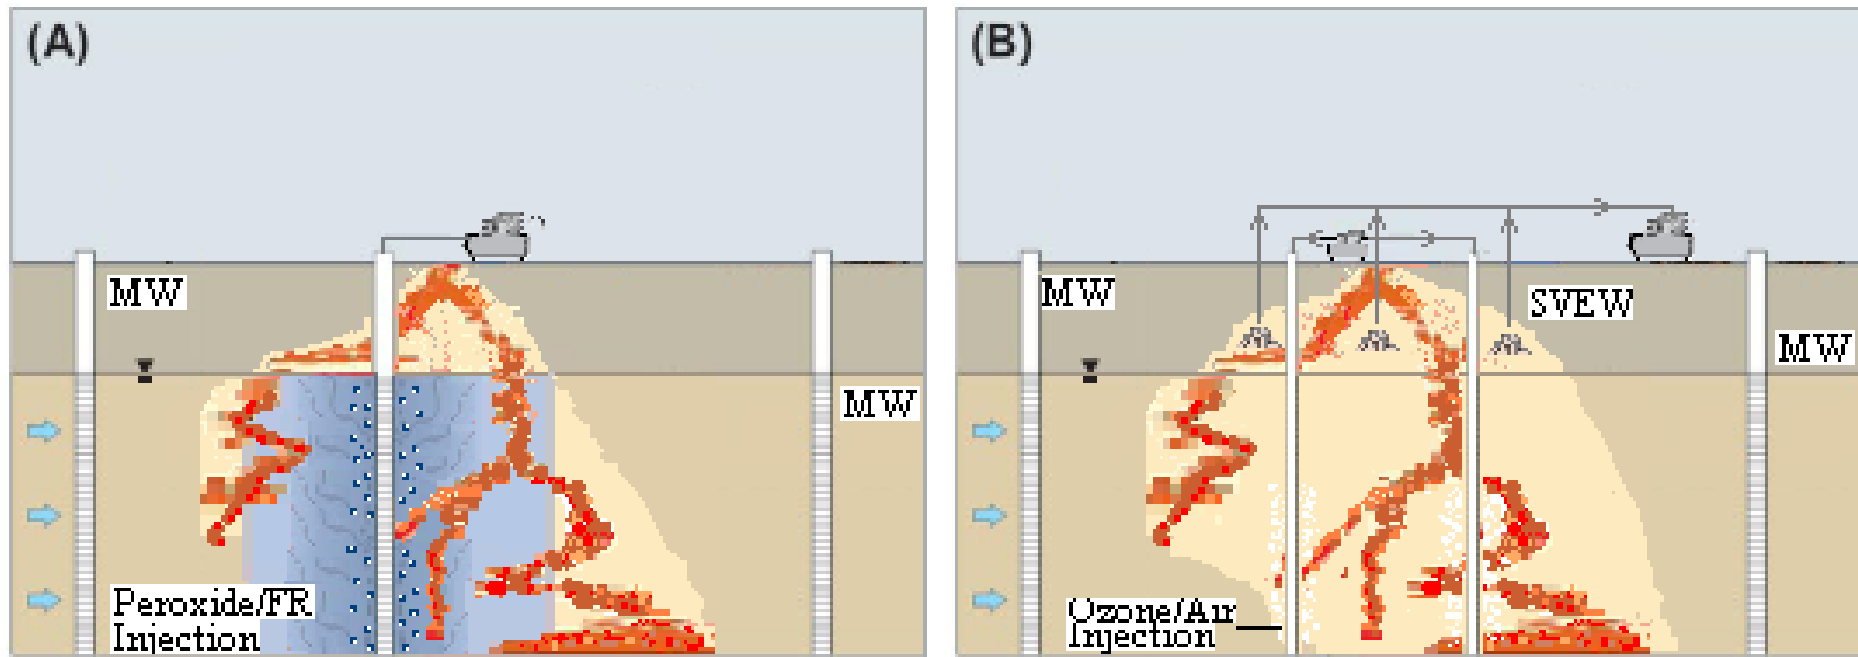 (A)
MW
MW
Peroxide/FR
Injection
(B)
MW
SVEW
MW
Ozone/Air
Injection